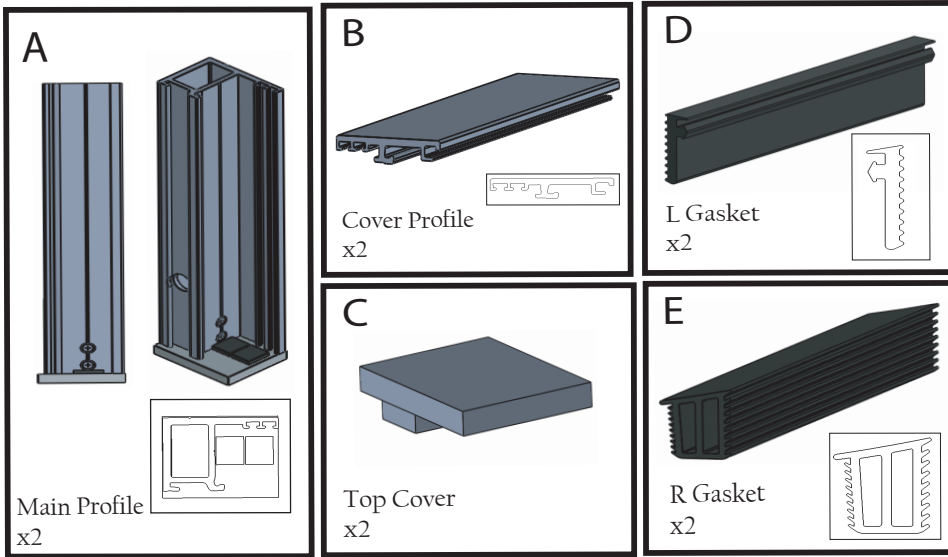 A
Main Profile
x2
B
Cover Profile
x2
C
Top Cover
x2
D
L Gasket
x2
E
R Gasket
x2